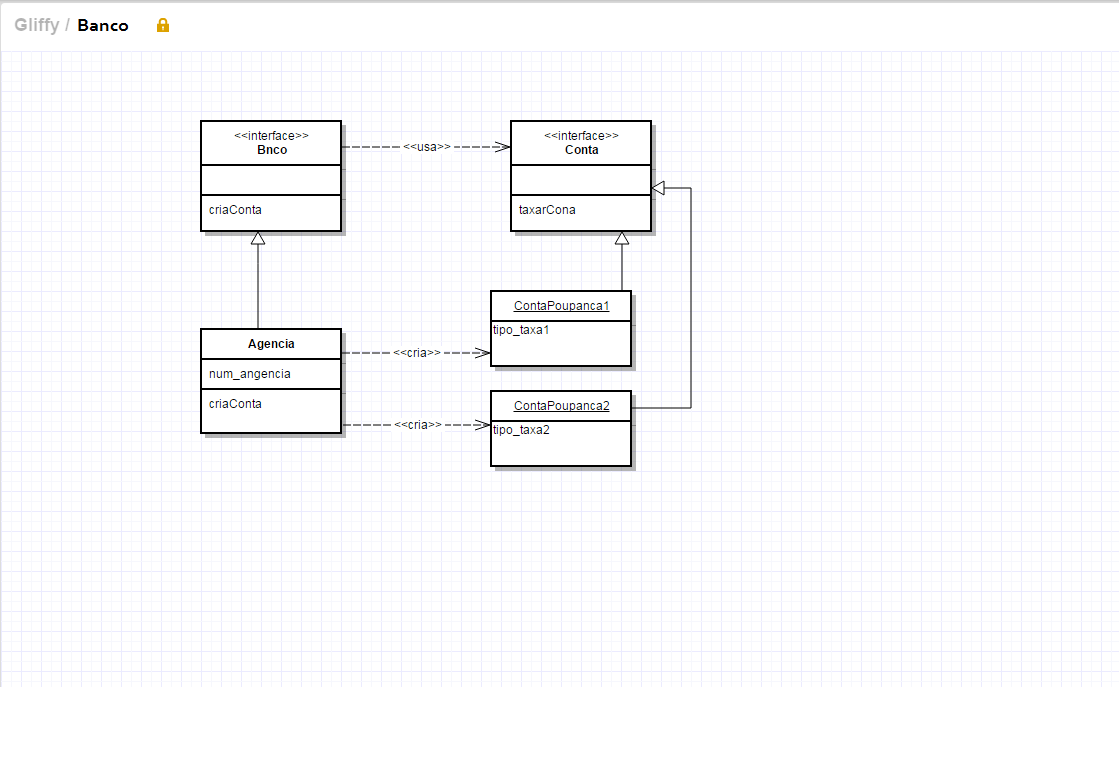 Gliffy / Banco
<<interface>>
Bnco
criaConta
<<usa>>
<<interface>>
Conta
taxarCona
Agencia
num_angencia
criaConta
<<cria>>
<<cria>>
ContaPoupanca1
tipo_taxa1
ContaPoupanca2
tipo_taxa2